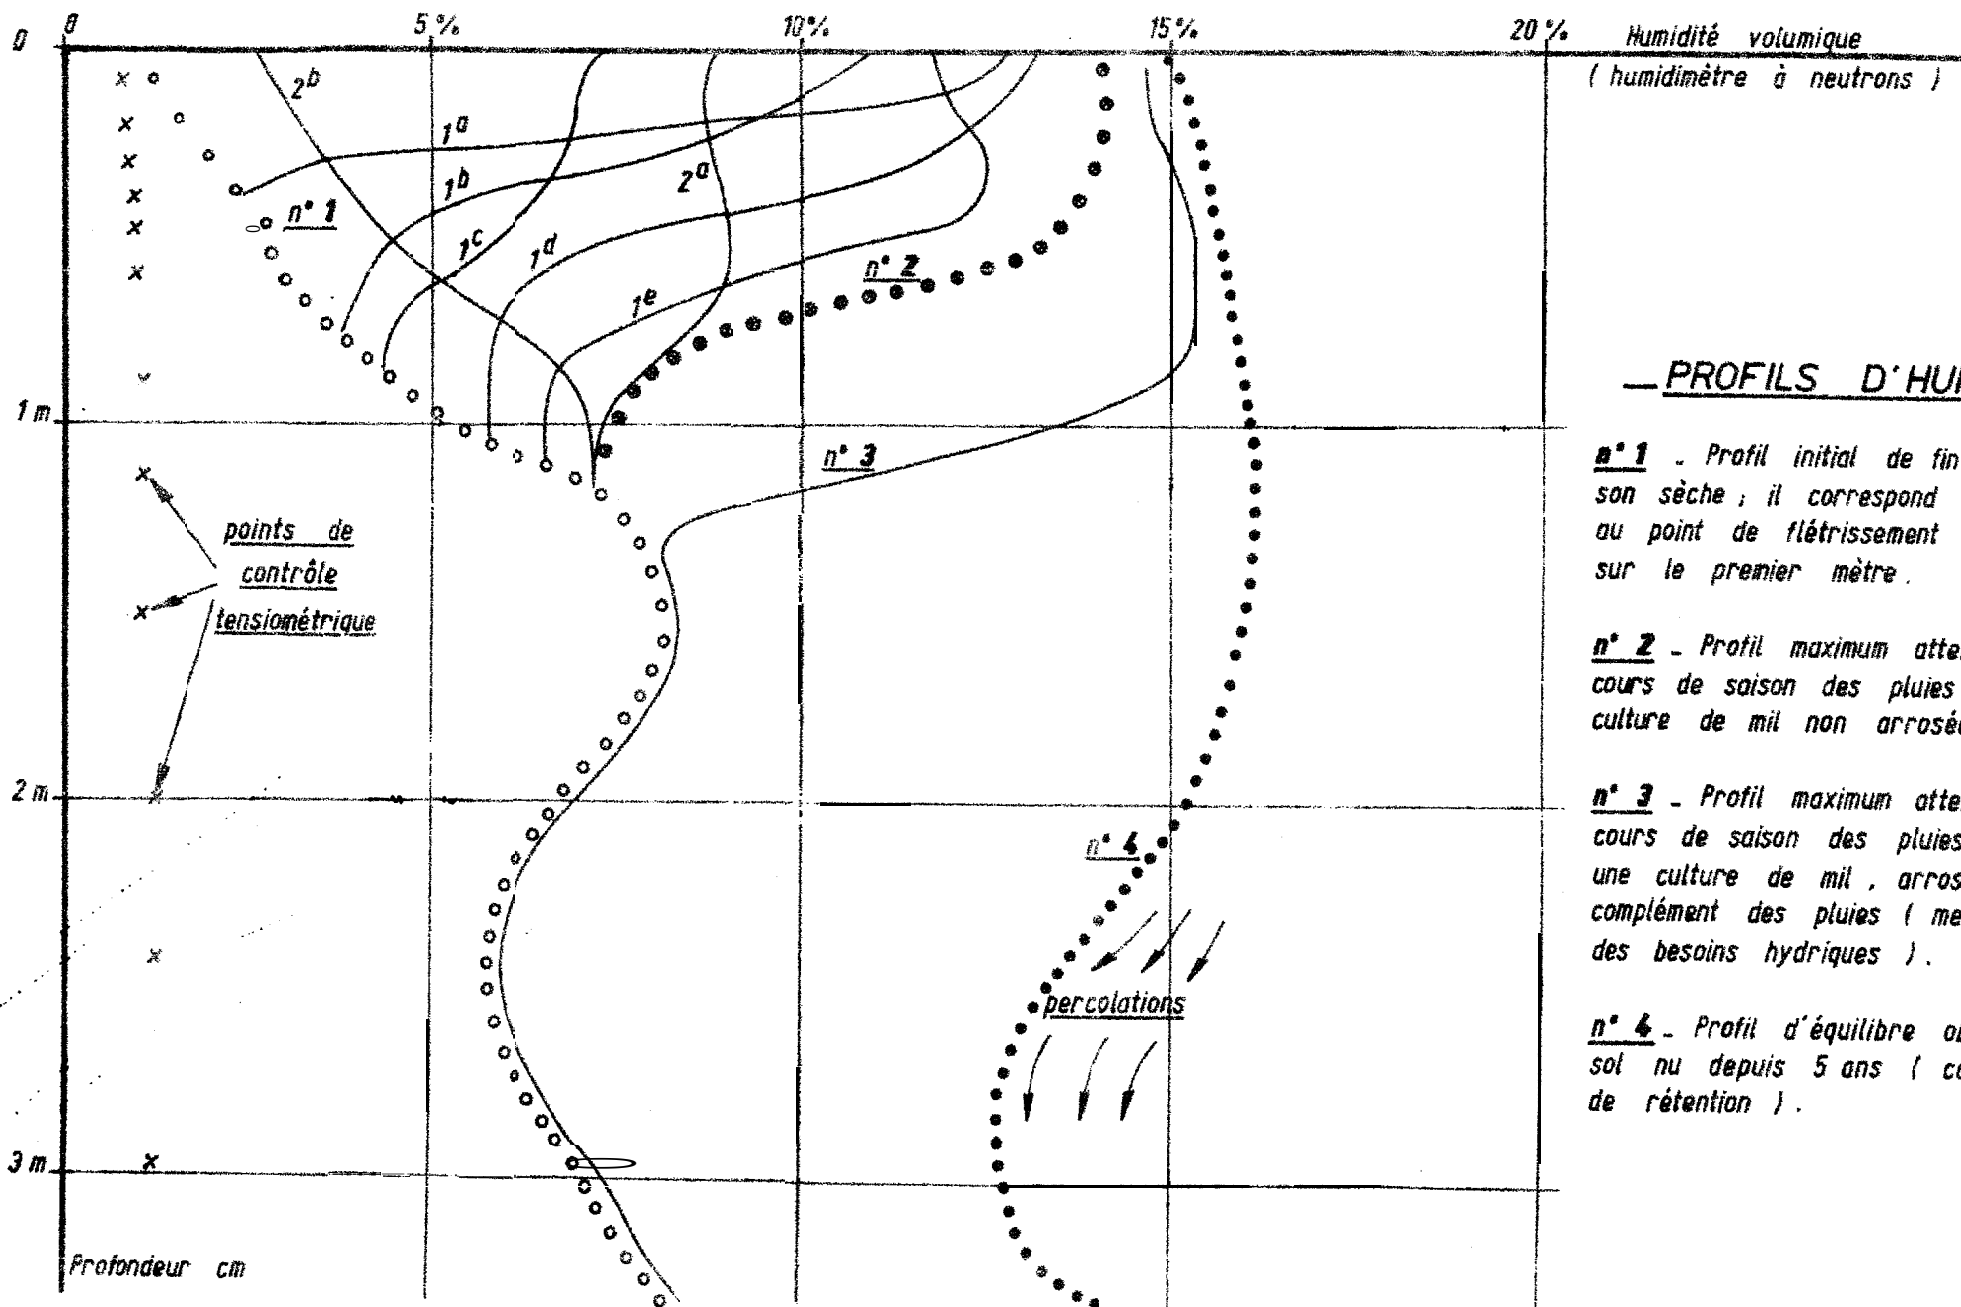 0 0 5% 10% 15% 20% Humidité volumique
( humidimètre à neutrons )
2b
1a
1b
2a
n° 1
1c
1d
n° 2
1e
1 m
n° 3
points de
contrôle
tensiométrique
2 m
n° 4
percolations
3 m
Profondeur cm
— PROFILS D'HU
n° 1 _ Profil initial de fin
son sèche ; il correspond
au point de flétrissement
sur le premier mètre .
n° 2 _ Profil maximum atte
cours de saison des pluies
culture de mil non arrosé
n° 3 _ Profil maximum atte
cours de saison des pluies
une culture de mil , arros
complément des pluies ( me
des besoins hydriques ) .
n° 4 _ Profil d'équilibre o
sol nu depuis 5 ans ( c
de rétention ) .